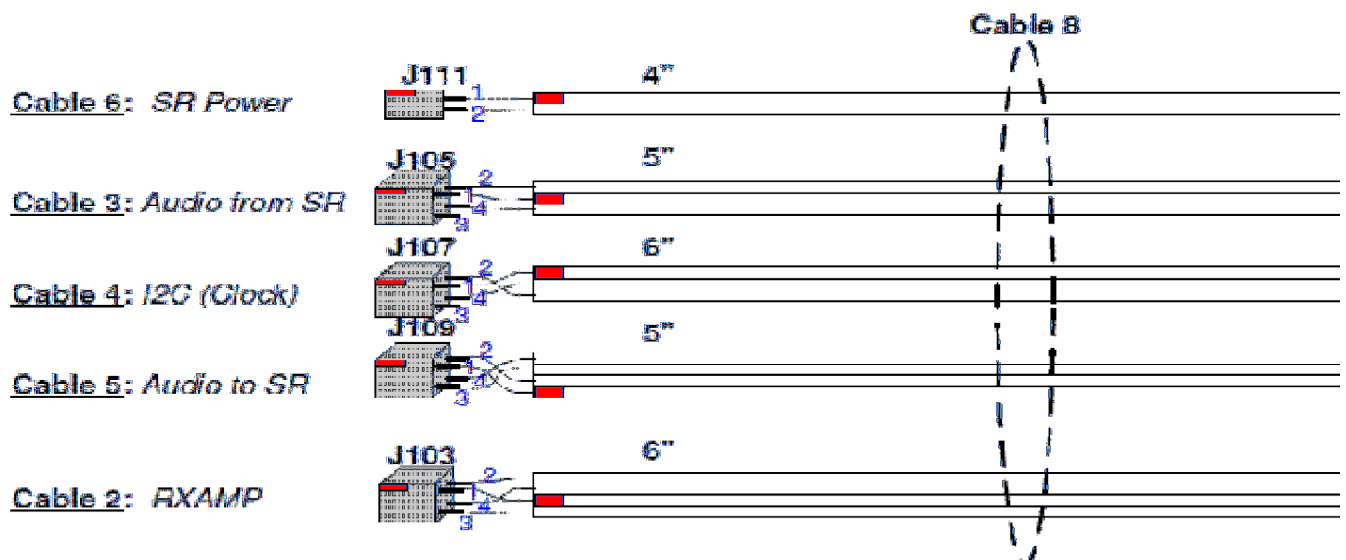 Cable 8
J111
4"
Cable 6: SR Power
1
2
J105
5"
Cable 3: Audio from SR
2
1
4
3
J107
6"
Cable 4: I2C (Clock)
2
1
4
3
J109
5"
Cable 5: Audio to SR
2
1
4
3
J103
6"
Cable 2: RXAMP
2
1
4
3